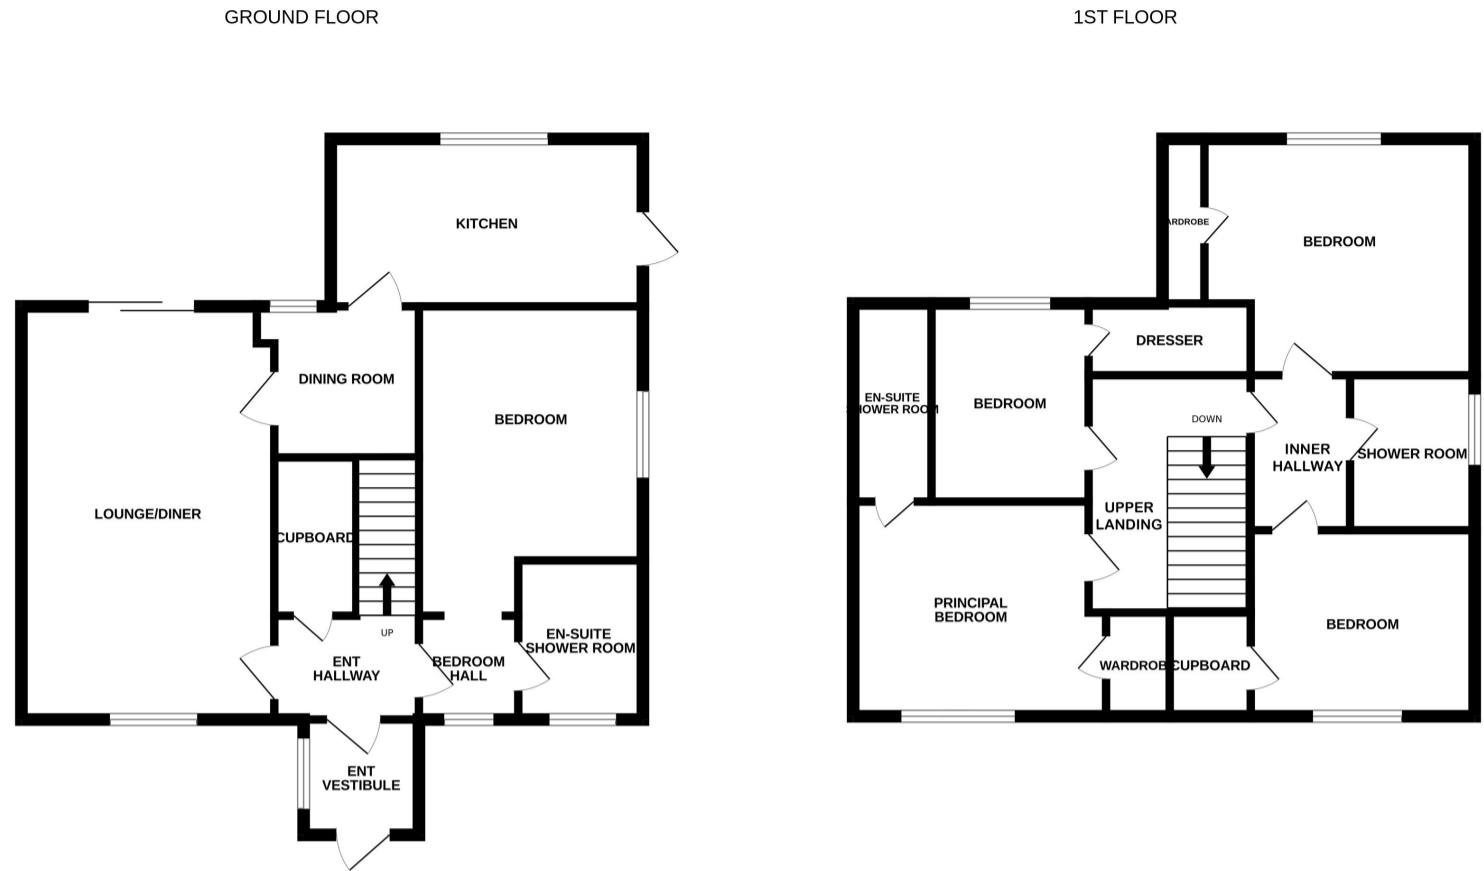 GROUND FLOOR
KITCHEN
DINING ROOM
BEDROOM
LOUNGE/DINER
CUPBOARD
UP
ENT
HALLWAY
BEDROOM
HALL
EN-SUITE
SHOWER ROOM
ENT
VESTIBULE
1ST FLOOR
ARDROBE
BEDROOM
DRESSER
EN-SUITE
SHOWER ROOM
BEDROOM
DOWN
INNER
HALLWAY
SHOWER ROOM
UPPER
LANDING
PRINCIPAL
BEDROOM
BEDROOM
WARDROB
CUPBOARD